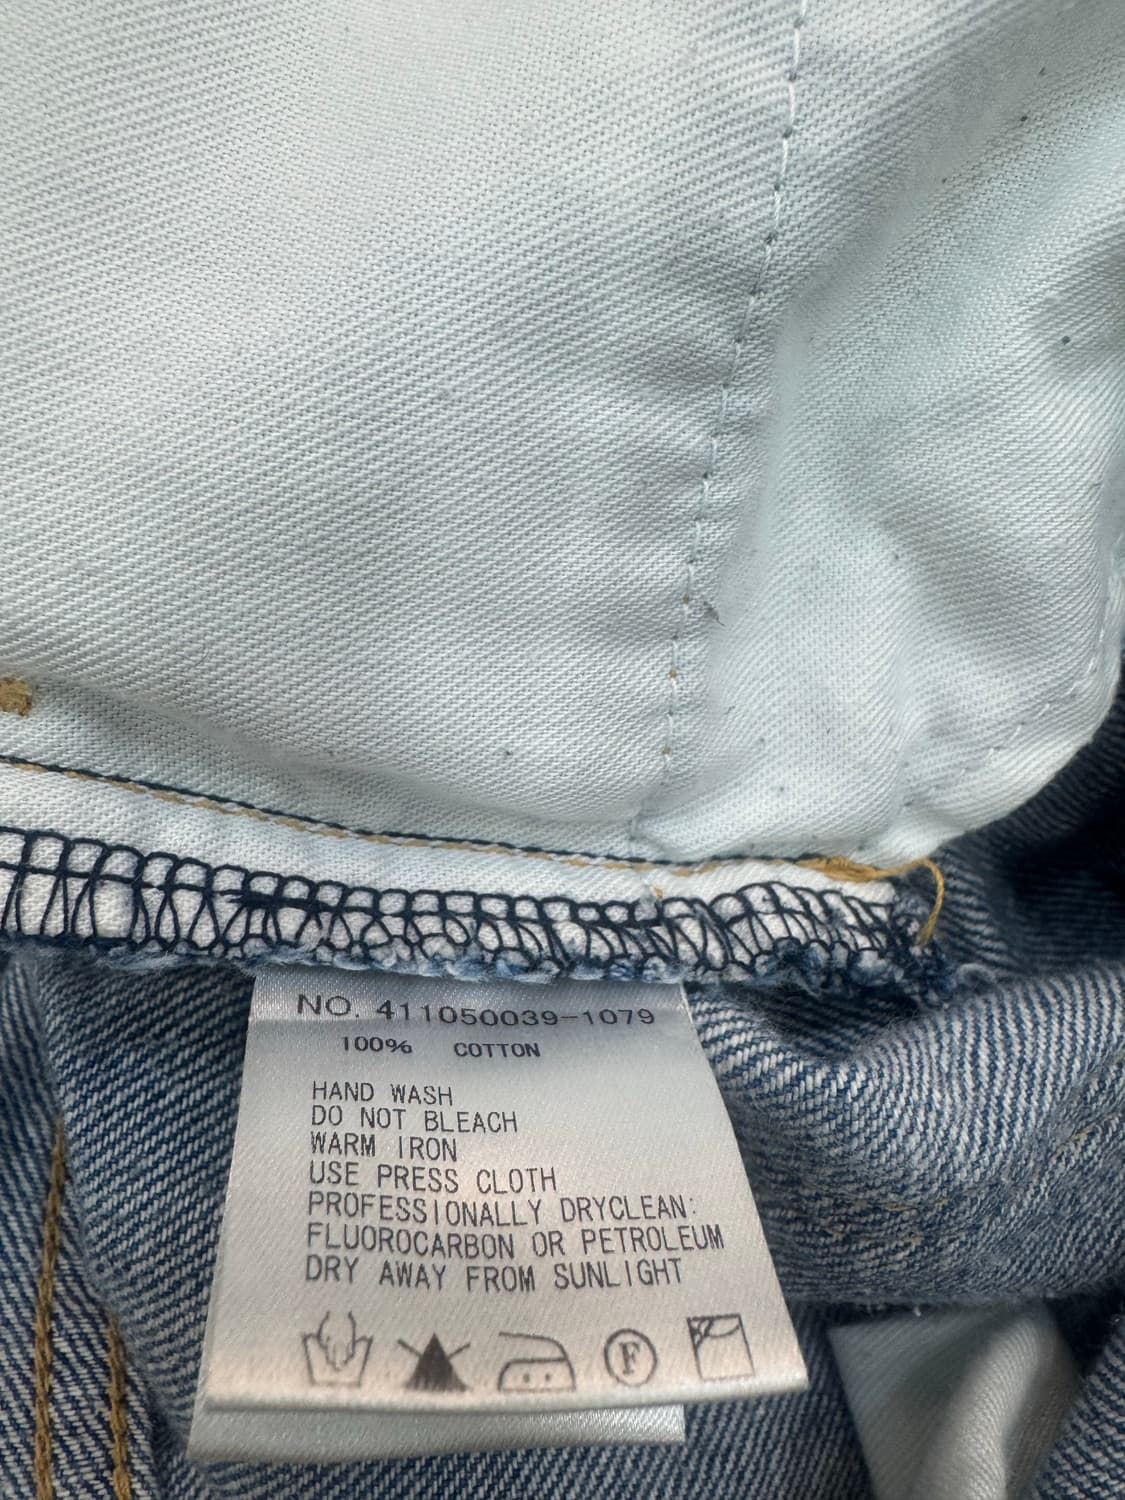 NO. 411050039-1079
100% COTTON
HAND WASH
DO NOT BLEACH
WARM IRON
USE PRESS CLOTH
PROFESSIONALLY DRYCLEAN:
FLUOROCARBON OR PETROLEUM
DRY AWAY FROM SUNLIGHT
F